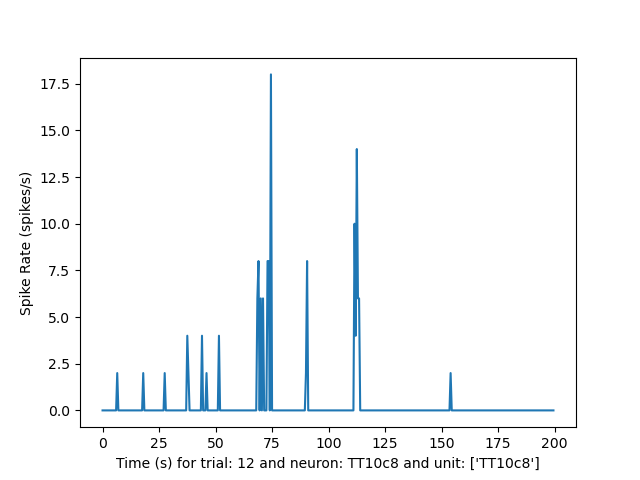 17.5
15.0
12.5
10.0
7.5
5.0
2.5
0.0
Spike Rate (spikes/s)
0 25 50 75 100 125 150 175 200
Time (s) for trial: 12 and neuron: TT10c8 and unit: ['TT10c8']